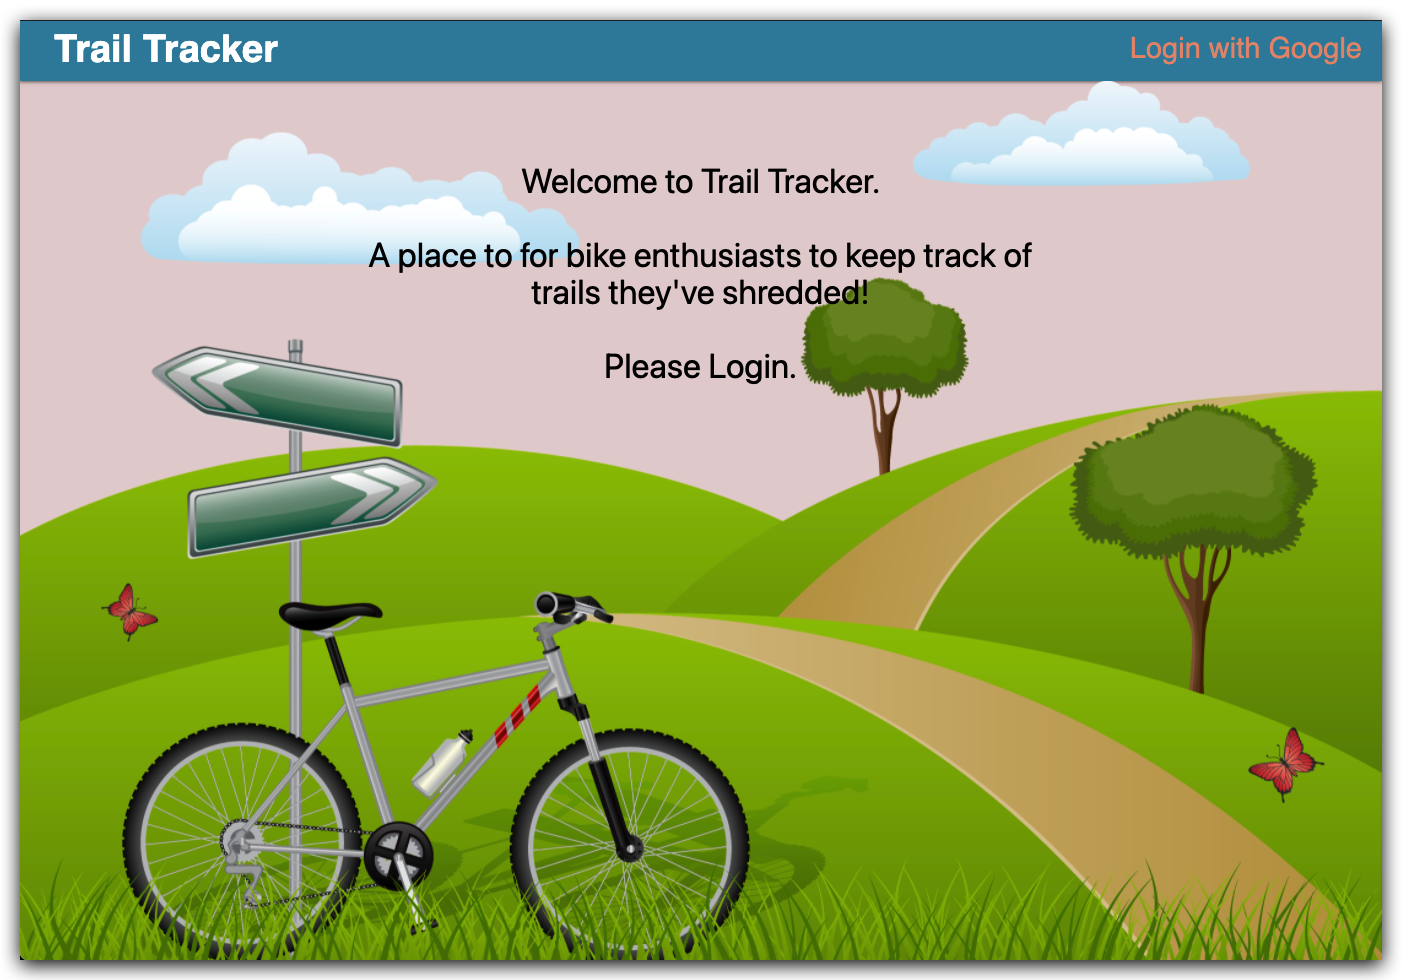 Trail Tracker
Login with Google
Welcome to Trail Tracker.
A place to for bike enthusiasts to keep track of
trails they've shredded!
Please Login.